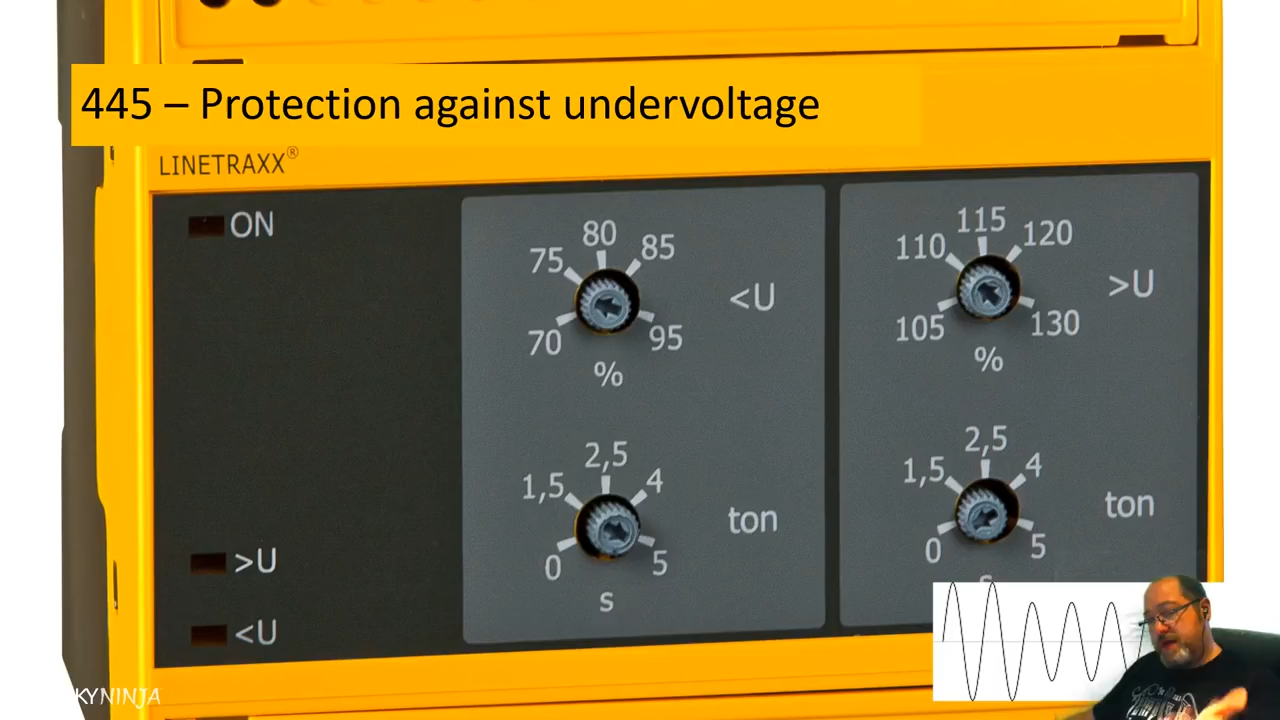 445 – Protection against undervoltage
LINETRAXX®
ON
80
75 85
<U
70 95
%
2,5
1,5 4
ton
0 5
s
115
110 120
>U
105 130
%
2,5
1,5 4
ton
0 5
s
>U
<U
KYNINJA